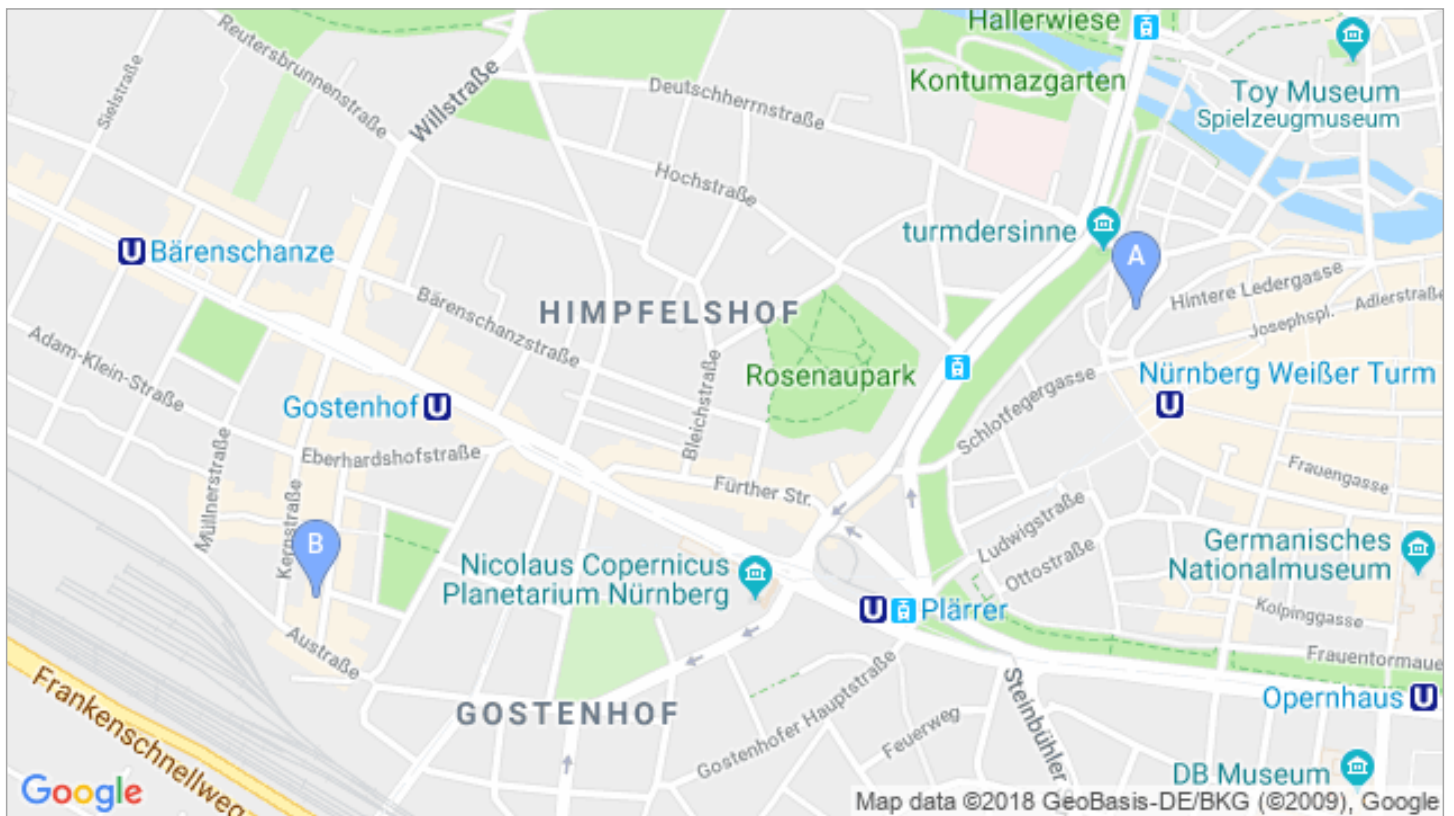 Hallerwiese
Reutersbrunnenstraße
Sielstraße
Willstraße
Deutschherrnstraße
Kontumazgarten
Toy Museum
Spielzeugmuseum
Hochstraße
turmdersinne
A
Bärenschanze
Hintere Ledergasse
Adlerstraße
Josephspl.
HIMPFELSHOF
Bärenschanzstraße
Adam-Klein-Straße
Rosenaupark
Nürnberg Weißer Turm
Gostenhof
Bleichstraße
Schlotfegergasse
Eberhardshofstraße
Müllnerstraße
Fürther Str.
Frauengasse
Kernstraße
B
Ludwigstraße
Ottostraße
Germanisches
Nationalmuseum
Nicolaus Copernicus
Planetarium Nürnberg
Plärrer
Kolpinggasse
Austraße
Frauentormaue
Steinbühler
Opernhaus
Frankenschnellweg
GOSTENHOF
Gostenhofer Hauptstraße
Feuerweg
DB Museum
Google
Map data ©2018 GeoBasis-DE/BKG (©2009), Google